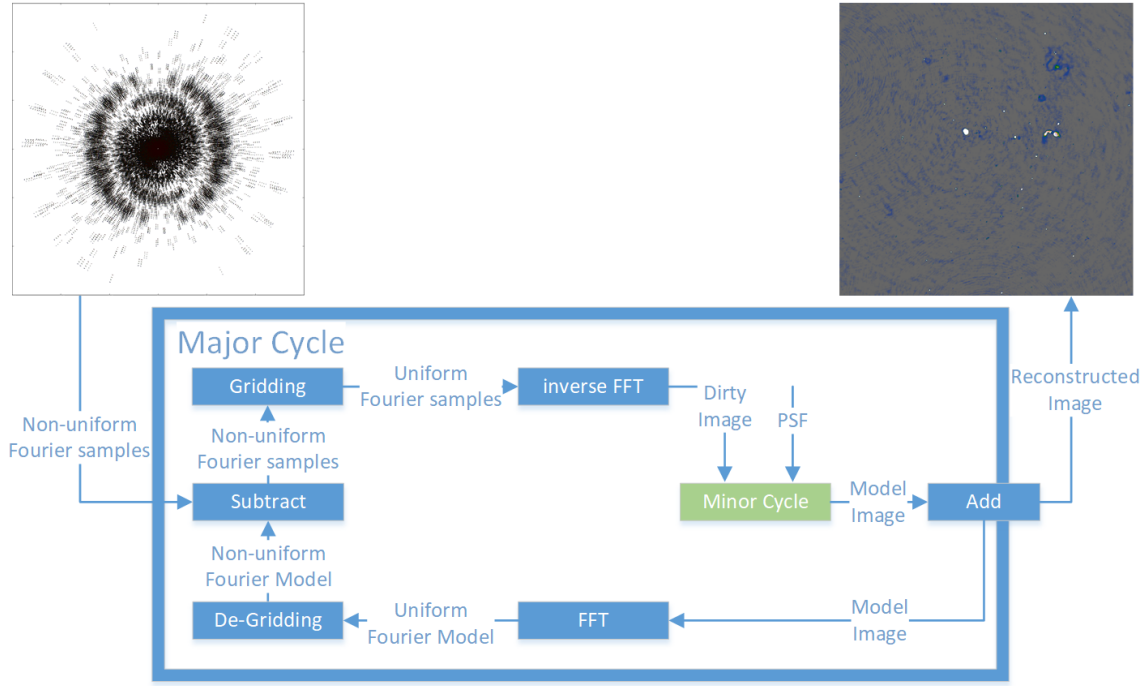 Major Cycle
Gridding
Uniform
Fourier samples
inverse FFT
Dirty
Image
PSF
Reconstructed
Image
Non-uniform
Fourier samples
Non-uniform
Fourier samples
Subtract
Minor Cycle
Model
Image
Add
Non-uniform
Fourier Model
De-Gridding
Uniform
Fourier Model
FFT
Model
Image